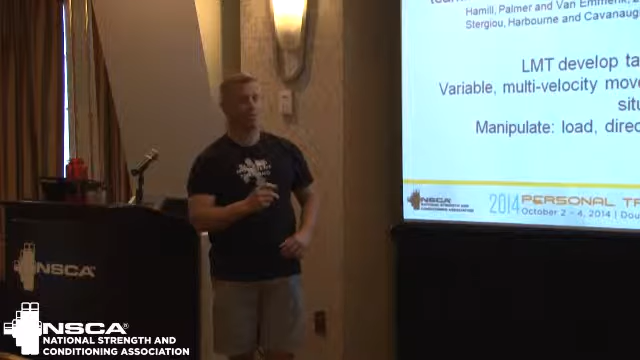 Hamill, Palmer and Van Emmerik,
Stergiou, Harbourne and Cavanaug
LMT develop ta
Variable, multi-velocity move
situ
Manipulate: load, direc
NATIONAL STRENGTH AND
CONDITIONING ASSOCIATION
2014 PERSONAL TR
October 2 - 4, 2014 | Dou
NSCA
NSCA®
NATIONAL STRENGTH AND
CONDITIONING ASSOCIATION